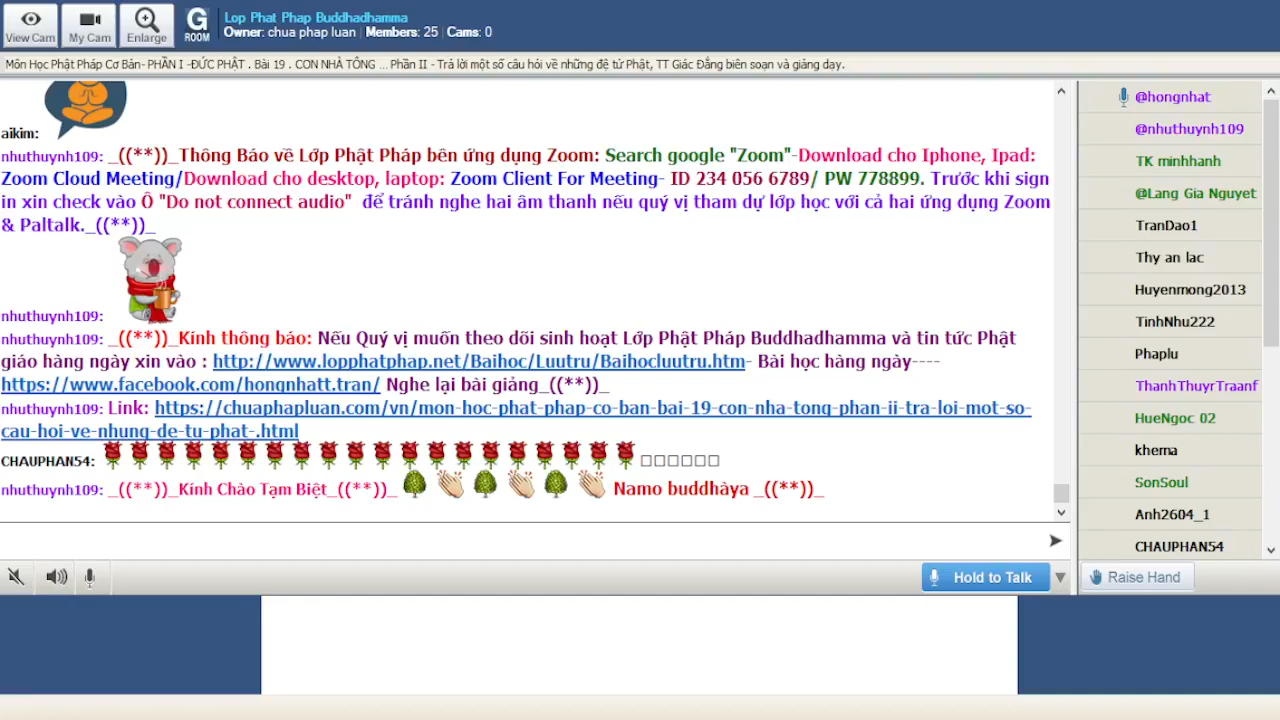 View Cam
My Cam
Enlarge
G
ROOM
Lop Phat Phap Buddhadhamma
Owner: chua phap luan | Members: 25 | Cams: 0
Môn Học Phật Pháp Cơ Bản- PHẦN I -ĐỨC PHẬT . Bài 19 . CON NHÀ TÔNG ... Phần II - Trả lời một số câu hỏi về những đệ tử Phật, TT Giác Đẳng biên soạn và giảng dạy.
aikim:
nhuthuynh109: _((**))_Thông Báo về Lớp Phật Pháp bên ứng dụng Zoom: Search google "Zoom"-Download cho Iphone, Ipad:
Zoom Cloud Meeting/Download cho desktop, laptop: Zoom Client For Meeting- ID 234 056 6789/ PW 778899. Trước khi sign
in xin check vào Ô "Do not connect audio" để tránh nghe hai âm thanh nếu quý vị tham dự lớp học với cả hai ứng dụng Zoom
& Paltalk._((**))_
nhuthuynh109:
nhuthuynh109: _((**))_Kính thông báo: Nếu Quý vị muốn theo dõi sinh hoạt Lớp Phật Pháp Buddhadhamma và tin tức Phật
giáo hàng ngày xin vào : http://www.lopphatphap.net/Baihoc/Luutru/Baihocluutru.htm- Bài học hàng ngày----
https://www.facebook.com/hongnhatt.tran/ Nghe lại bài giảng_((**))_
nhuthuynh109: Link: https://chuaphapluan.com/vn/mon-hoc-phat-phap-co-ban-bai-19-con-nha-tong-phan-ii-tra-loi-mot-so-
cau-hoi-ve-nhung-de-tu-phat-.html
CHAUPHAN54:
nhuthuynh109: _((**))_Kính Chào Tạm Biệt_((**))_ Namo buddhàya _((**))_
@hongnhat
@nhuthuynh109
TK minhhanh
@Lang Gia Nguyet
TranDao1
Thy an lac
Huyenmong2013
TinhNhu222
Phaplu
ThanhThuyrTraanf
HueNgoc 02
khema
SonSoul
Anh2604_1
CHAUPHAN54
Hold to Talk
Raise Hand